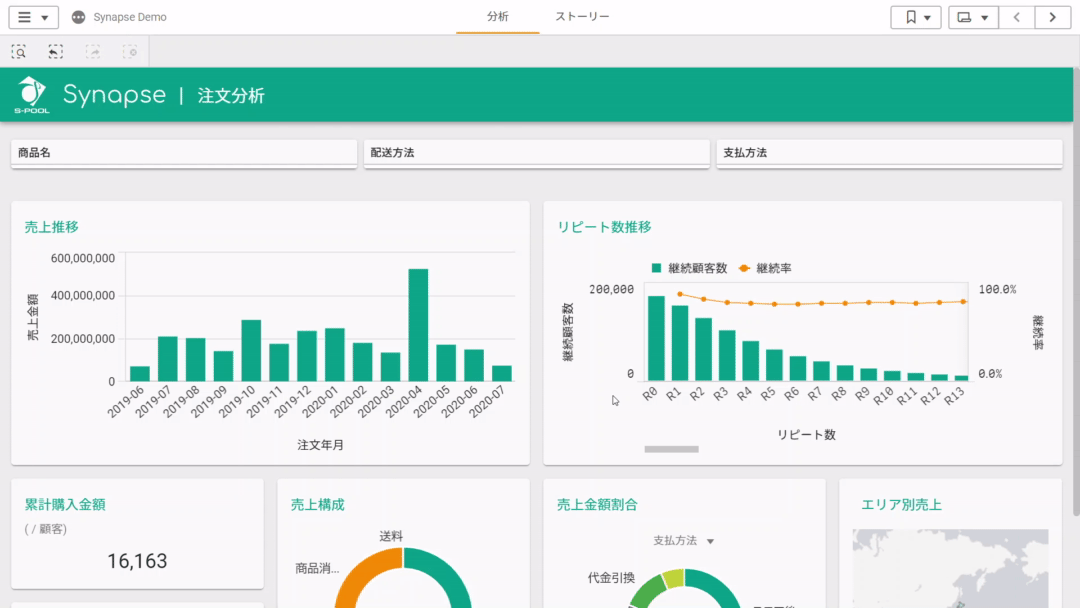 Synapse Demo
分析
ストーリー
S-POOL
Synapse | 注文分析
商品名
配送方法
支払方法
売上推移
600,000,000
400,000,000
200,000,000
0
売上金額
2019-06
2019-07
2019-08
2019-09
2019-10
2019-11
2019-12
2020-01
2020-02
2020-03
2020-04
2020-05
2020-06
2020-07
注文年月
リピート数推移
継続顧客数
継続率
200,000
0
継続顧客数
100.0%
0.0%
継続率
R0
R1
R2
R3
R4
R5
R6
R7
R8
R9
R10
R11
R12
R13
リピート数
累計購入金額
( / 顧客)
16,163
売上構成
送料
商品消...
売上金額割合
支払方法
代金引換
エリア別売上